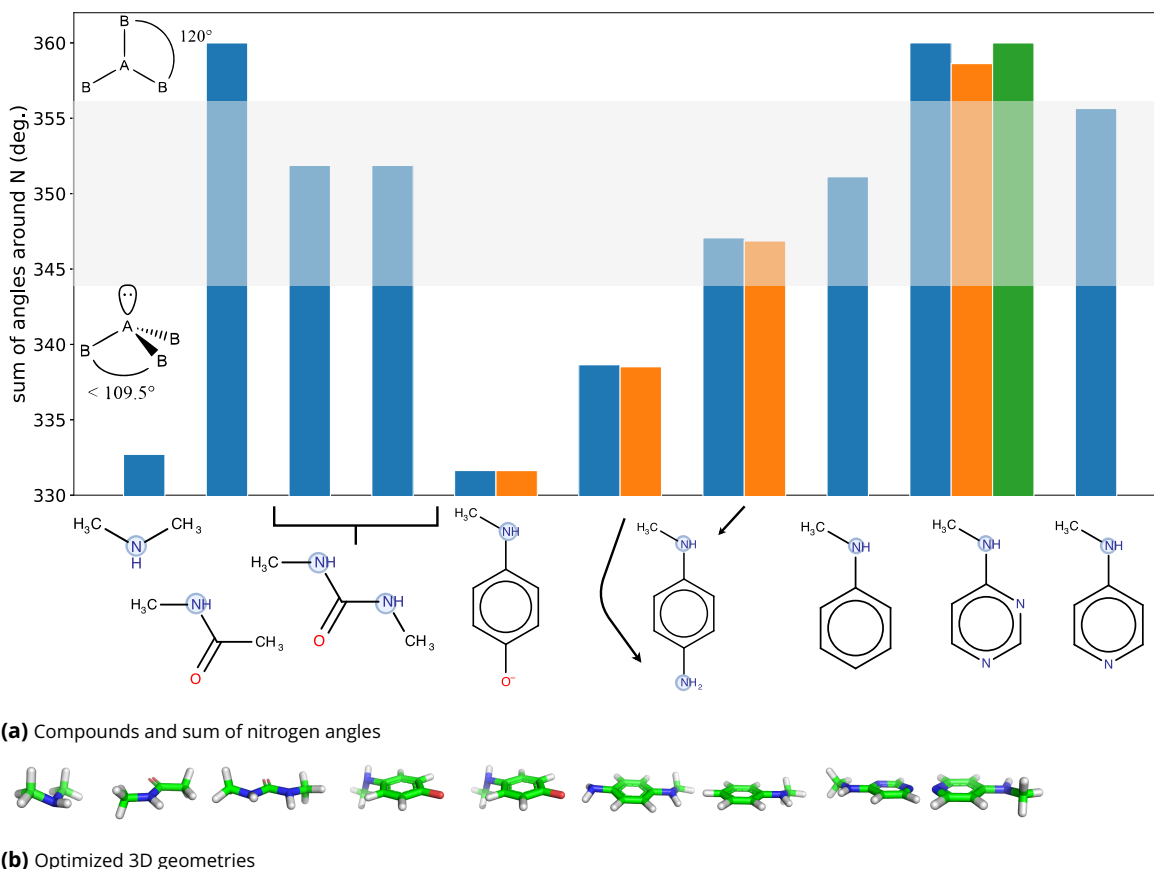 B
120°
A
B
B
360
355
350
345
340
335
330
sum of angles around N (deg.)
A
B
B
B
< 109.5°
H₃C
CH₃
N
H
H₃C
NH
CH₃
O
H₃C
NH
NH
O
CH₃
H₃C
NH
O⁻
H₃C
NH
NH₂
H₃C
NH
H₃C
NH
N
N
H₃C
NH
N
(a) Compounds and sum of nitrogen angles
(b) Optimized 3D geometries